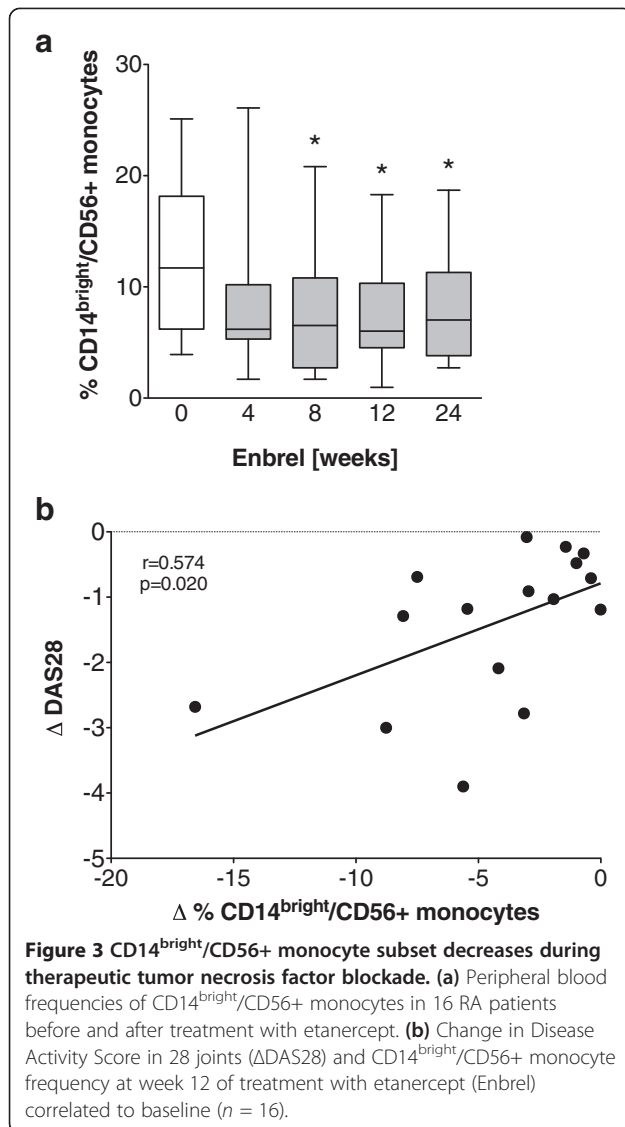 a
% CD14bright/CD56+ monocytes
30
20
10
0
* * *
0 4 8 12 24
Enbrel [weeks]
b
r=0.574
p=0.020
Δ DAS28
0
-1
-2
-3
-4
-5
-20 -15 -10 -5 0
Δ % CD14bright/CD56+ monocytes
Figure 3 CD14bright/CD56+ monocyte subset decreases during
therapeutic tumor necrosis factor blockade. (a) Peripheral blood
frequencies of CD14bright/CD56+ monocytes in 16 RA patients
before and after treatment with etanercept. (b) Change in Disease
Activity Score in 28 joints (ΔDAS28) and CD14bright/CD56+ monocyte
frequency at week 12 of treatment with etanercept (Enbrel)
correlated to baseline (n = 16).